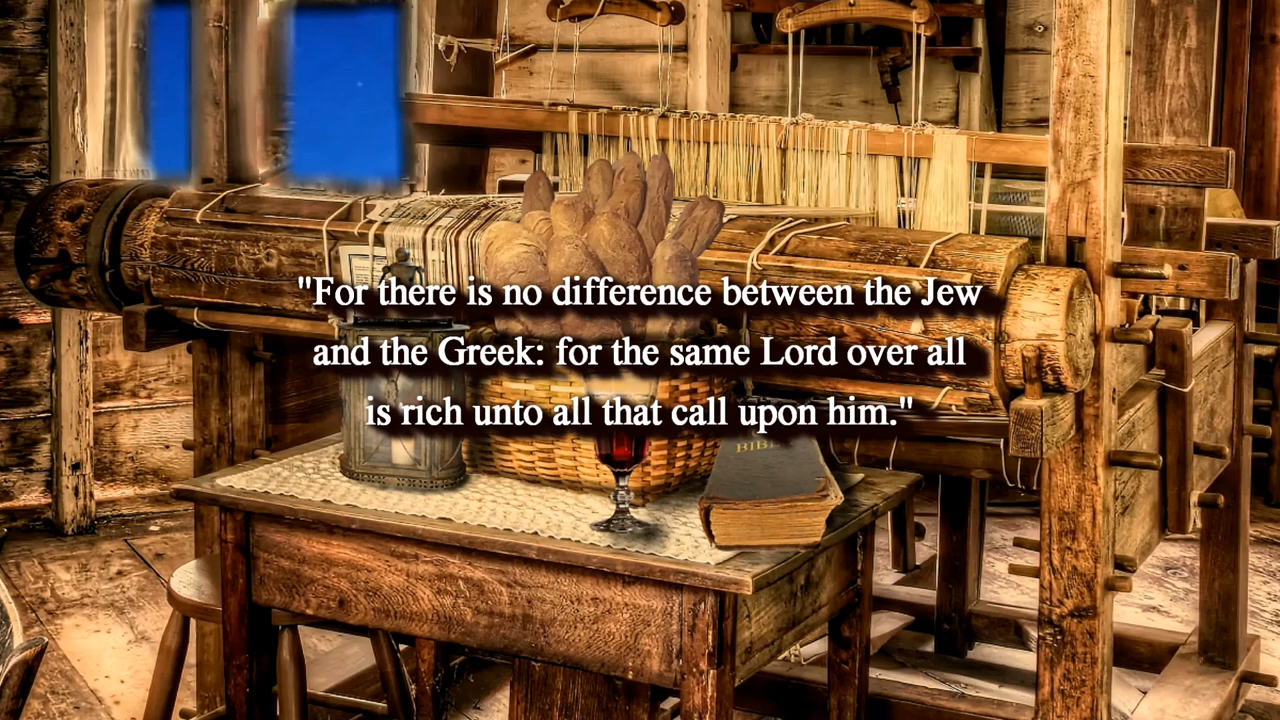 "For there is no difference between the Jew
and the Greek: for the same Lord over all
is rich unto all that call upon him."